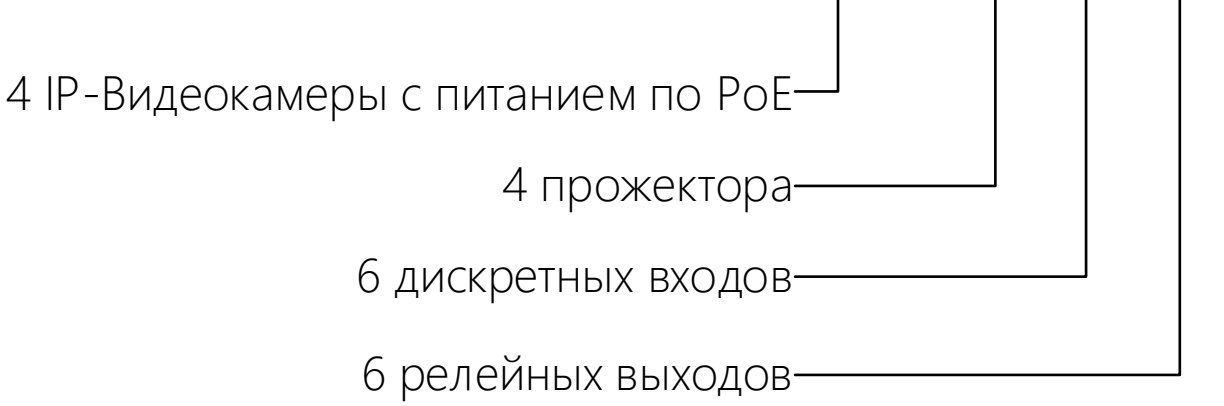 4 IP-Видеокамеры с питанием по PoE
4 прожектора
6 дискретных входов
6 релейных выходов